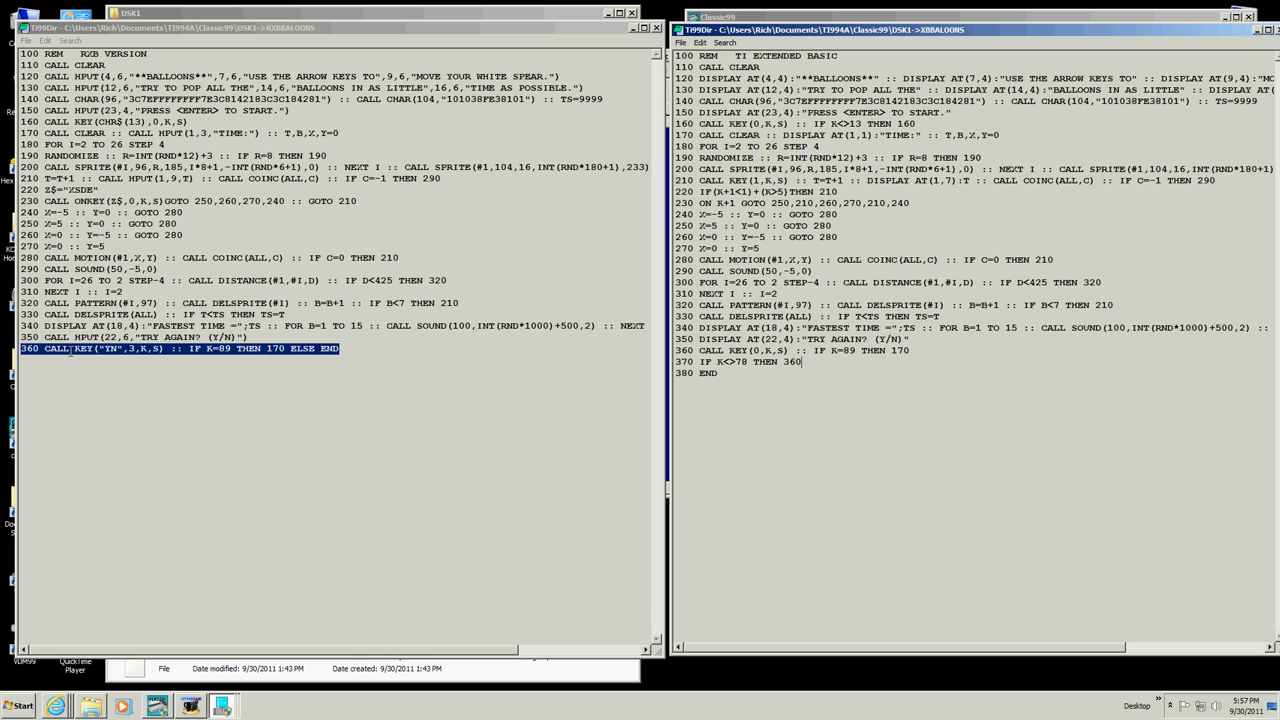 DSK1
Classic99
Ti99Dir - C:\Users\Rich\Documents\TI994A\Classic99\DSK1->RXBBALOONS
File Edit Search
100 REM   RXB VERSION
110 CALL CLEAR
120 CALL HPUT(4,6,"**BALLOONS**",7,6,"USE THE ARROW KEYS TO",9,6,"MOVE YOUR WHITE SPEAR.")
130 CALL HPUT(12,6,"TRY TO POP ALL THE",14,6,"BALLOONS IN AS LITTLE",16,6,"TIME AS POSSIBLE.")
140 CALL CHAR(96,"3C7EFFFFFFFF7E3C8142183C3C184281") :: CALL CHAR(104,"101038FE38101") :: TS=9999
150 CALL HPUT(23,4,"PRESS <ENTER> TO START.")
160 CALL KEY(CHR$(13),0,K,S)
170 CALL CLEAR :: CALL HPUT(1,3,"TIME:") :: T,B,X,Y=0
180 FOR I=2 TO 26 STEP 4
190 RANDOMIZE :: R=INT(RND*12)+3 :: IF R=8 THEN 190
200 CALL SPRITE(#I,96,R,185,I*8+1,-INT(RND*6+1),0) :: NEXT I :: CALL SPRITE(#1,104,16,INT(RND*180+1),233)
210 T=T+1 :: CALL HPUT(1,9,T) :: CALL COINC(ALL,C) :: IF C=-1 THEN 290
220 Z$="XSDE"
230 CALL ONKEY(Z$,0,K,S)GOTO 250,260,270,240 :: GOTO 210
240 X=-5 :: Y=0 :: GOTO 280
250 X=5 :: Y=0 :: GOTO 280
260 X=0 :: Y=-5 :: GOTO 280
270 X=0 :: Y=5
280 CALL MOTION(#1,X,Y) :: CALL COINC(ALL,C) :: IF C=0 THEN 210
290 CALL SOUND(50,-5,0)
300 FOR I=26 TO 2 STEP-4 :: CALL DISTANCE(#1,#I,D) :: IF D<425 THEN 320
310 NEXT I :: I=2
320 CALL PATTERN(#I,97) :: CALL DELSPRITE(#I) :: B=B+1 :: IF B<7 THEN 210
330 CALL DELSPRITE(ALL) :: IF T<TS THEN TS=T
340 DISPLAY AT(18,4):"FASTEST TIME =";TS :: FOR B=1 TO 15 :: CALL SOUND(100,INT(RND*1000)+500,2) :: NEXT
350 CALL HPUT(22,6,"TRY AGAIN? (Y/N)")
360 CALL KEY("YN",3,K,S) :: IF K=89 THEN 170 ELSE END
Ti99Dir - C:\Users\Rich\Documents\TI994A\Classic99\DSK1->XBBALOONS
File Edit Search
100 REM   TI EXTENDED BASIC
110 CALL CLEAR
120 DISPLAY AT(4,4):"**BALLOONS**" :: DISPLAY AT(7,4):"USE THE ARROW KEYS TO" :: DISPLAY AT(9,4):"MO
130 DISPLAY AT(12,4):"TRY TO POP ALL THE" :: DISPLAY AT(14,4):"BALLOONS IN AS LITTLE" :: DISPLAY AT(16,
140 CALL CHAR(96,"3C7EFFFFFFFF7E3C8142183C3C184281") :: CALL CHAR(104,"101038FE38101") :: TS=9999
150 DISPLAY AT(23,4):"PRESS <ENTER> TO START."
160 CALL KEY(0,K,S) :: IF K<>13 THEN 160
170 CALL CLEAR :: DISPLAY AT(1,1):"TIME:" :: T,B,X,Y=0
180 FOR I=2 TO 26 STEP 4
190 RANDOMIZE :: R=INT(RND*12)+3 :: IF R=8 THEN 190
200 CALL SPRITE(#I,96,R,185,I*8+1,-INT(RND*6+1),0) :: NEXT I :: CALL SPRITE(#1,104,16,INT(RND*180+1)
210 CALL KEY(1,K,S) :: T=T+1 :: DISPLAY AT(1,7):T :: CALL COINC(ALL,C) :: IF C=-1 THEN 290
220 IF(K+1<1)+(K>5)THEN 210
230 ON K+1 GOTO 250,210,260,270,210,240
240 X=-5 :: Y=0 :: GOTO 280
250 X=5 :: Y=0 :: GOTO 280
260 X=0 :: Y=-5 :: GOTO 280
270 X=0 :: Y=5
280 CALL MOTION(#1,X,Y) :: CALL COINC(ALL,C) :: IF C=0 THEN 210
290 CALL SOUND(50,-5,0)
300 FOR I=26 TO 2 STEP-4 :: CALL DISTANCE(#1,#I,D) :: IF D<425 THEN 320
310 NEXT I :: I=2
320 CALL PATTERN(#I,97) :: CALL DELSPRITE(#I) :: B=B+1 :: IF B<7 THEN 210
330 CALL DELSPRITE(ALL) :: IF T<TS THEN TS=T
340 DISPLAY AT(18,4):"FASTEST TIME =";TS :: FOR B=1 TO 15 :: CALL SOUND(100,INT(RND*1000)+500,2) ::
350 DISPLAY AT(22,4):"TRY AGAIN? (Y/N)"
360 CALL KEY(0,K,S) :: IF K=89 THEN 170
370 IF K<>78 THEN 360
380 END
VDM99
QuickTime Player
File
Date modified: 9/30/2011 1:43 PM
Date created: 9/30/2011 1:43 PM
Start
Desktop
5:57 PM
9/30/2011